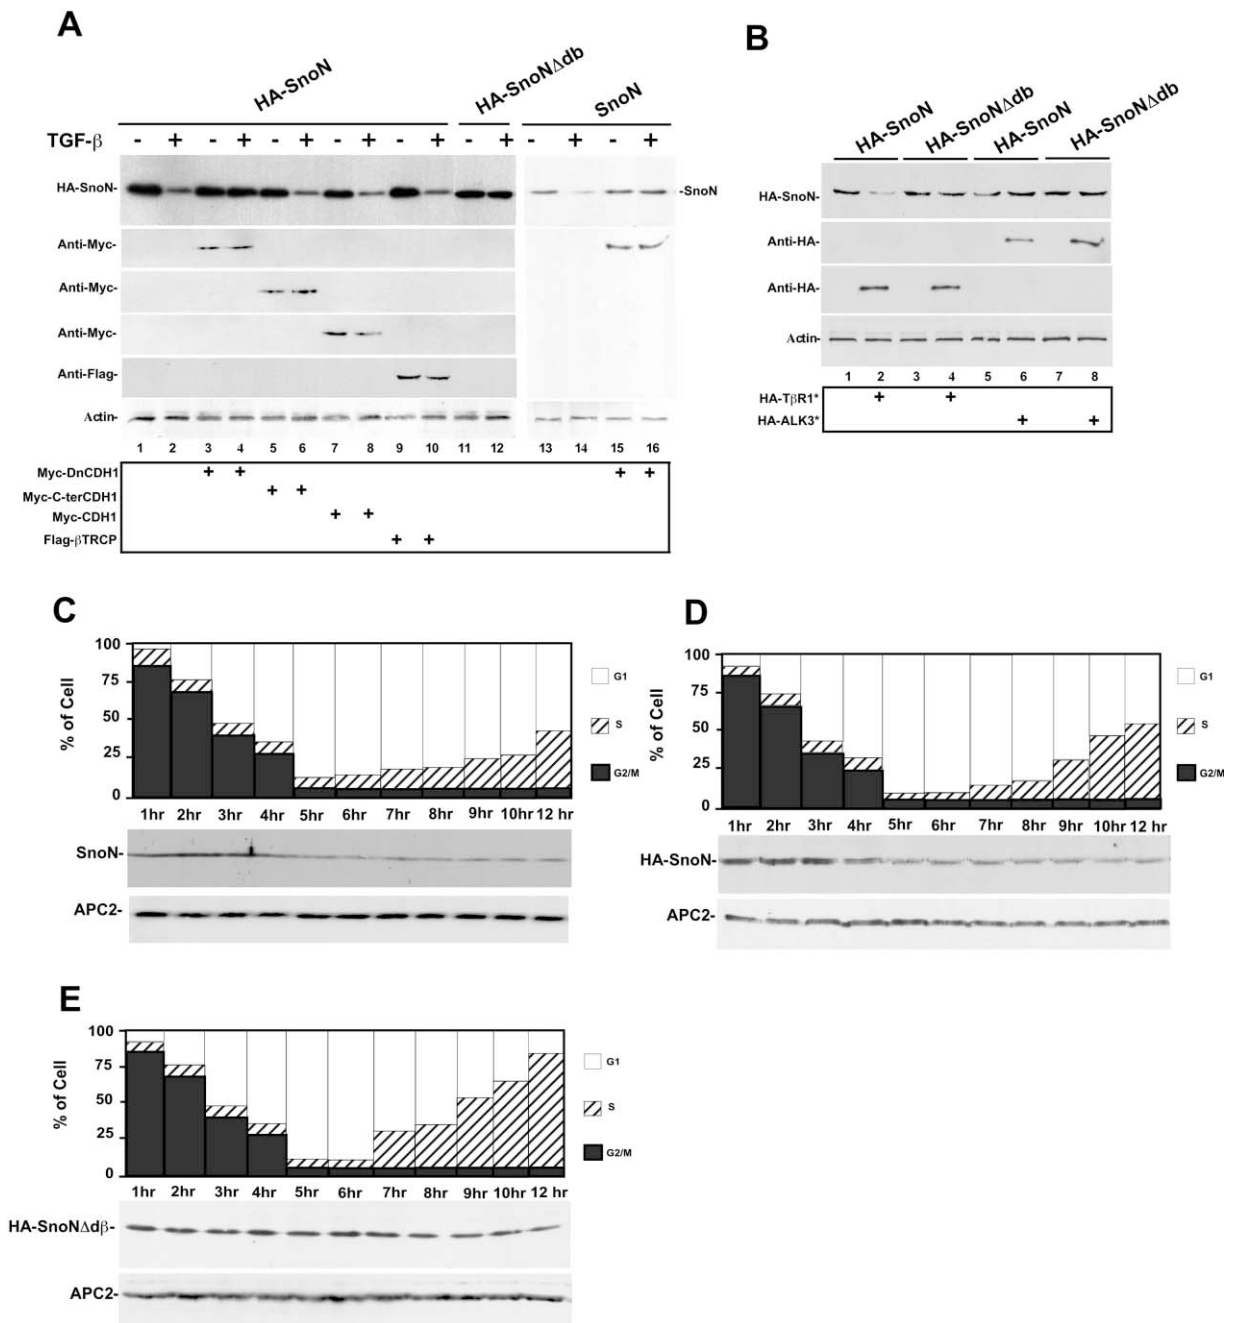 A
HA-SnoN HA-SnoNΔdb SnoN
TGF-β - + - + - + - + - + - + - + - +
HA-SnoN- -SnoN
Anti-Myc-
Anti-Myc-
Anti-Myc-
Anti-Flag-
Actin-
1 2 3 4 5 6 7 8 9 10 11 12 13 14 15 16
Myc-DnCDH1 + + + +
Myc-C-terCDH1 + +
Myc-CDH1 + +
Flag-βTRCP + +
B
HA-SnoN HA-SnoNΔdb HA-SnoN HA-SnoNΔdb
HA-SnoN-
Anti-HA-
Anti-HA-
Actin-
1 2 3 4 5 6 7 8
HA-TβR1* + +
HA-ALK3* + +
C
% of Cell
100
75
50
25
0
G1
S
G2/M
1hr 2hr 3hr 4hr 5hr 6hr 7hr 8hr 9hr 10hr 12 hr
SnoN-
APC2-
D
% of Cell
100
75
50
25
0
G1
S
G2/M
1hr 2hr 3hr 4hr 5hr 6hr 7hr 8hr 9hr 10hr 12 hr
HA-SnoN-
APC2-
E
% of Cell
100
75
50
25
0
G1
S
G2/M
1hr 2hr 3hr 4hr 5hr 6hr 7hr 8hr 9hr 10hr 12 hr
HA-SnoNΔdβ-
APC2-